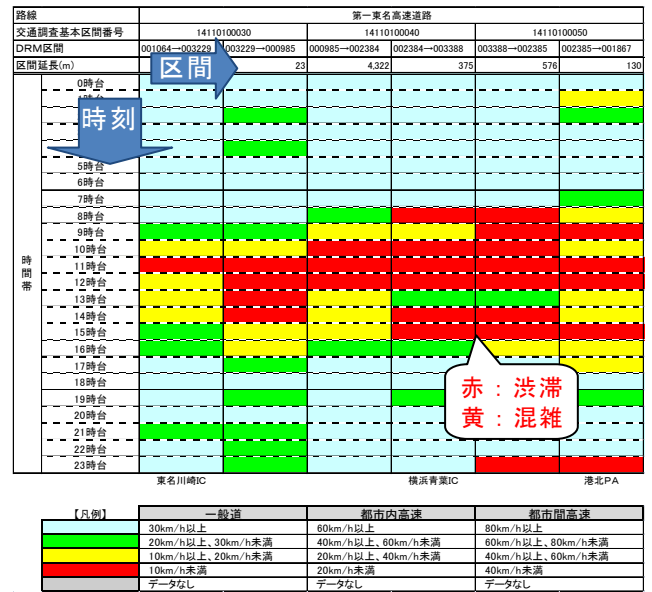 路線 第一東名高速道路
交通調査基本区間番号 14110100030 14110100040 14110100050
DRM区間 001064→003229 003229→000985 000985→002384 002384→003388 003388→002385 002385→001867
区間延長(m) 23 4,322 375 576 130
区間
時刻
時間帯
0時台
5時台
6時台
7時台
8時台
9時台
10時台
11時台
12時台
13時台
14時台
15時台
16時台
17時台
18時台
19時台
20時台
21時台
22時台
23時台
赤：渋滞
黄：混雑
東名川崎IC 横浜青葉IC 港北PA
【凡例】 一般道 都市内高速 都市間高速
30km/h以上 60km/h以上 80km/h以上
20km/h以上、30km/h未満 40km/h以上、60km/h未満 60km/h以上、80km/h未満
10km/h以上、20km/h未満 20km/h以上、40km/h未満 40km/h以上、60km/h未満
10km/h未満 20km/h未満 40km/h未満
データなし データなし データなし